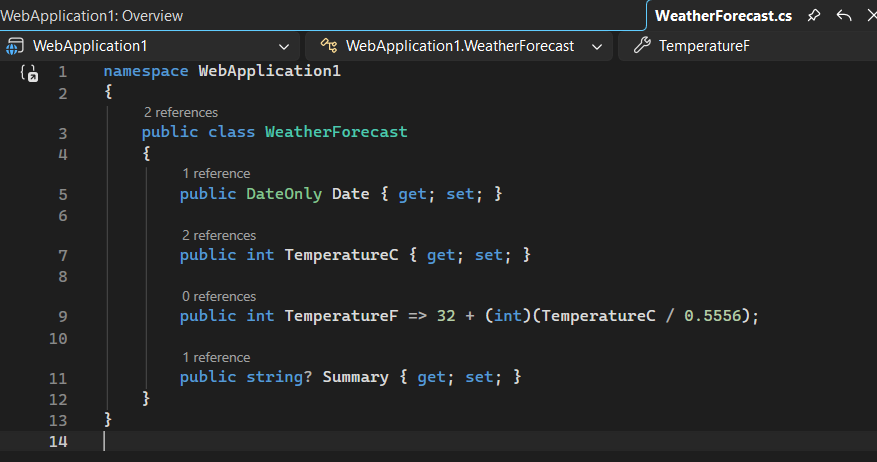 WebApplication1: Overview
WeatherForecast.cs
WebApplication1
WebApplication1.WeatherForecast
TemperatureF
1 namespace WebApplication1
2 {
2 references
3 public class WeatherForecast
4 {
1 reference
5 public DateOnly Date { get; set; }
6
2 references
7 public int TemperatureC { get; set; }
8
0 references
9 public int TemperatureF => 32 + (int)(TemperatureC / 0.5556);
10
1 reference
11 public string? Summary { get; set; }
12 }
13 }
14